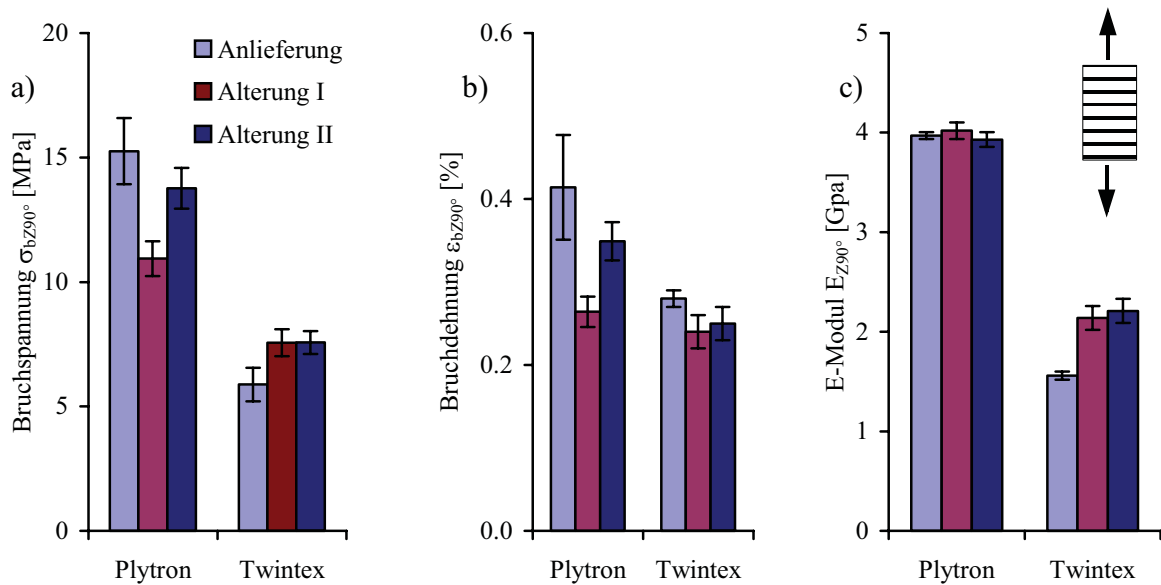 a)
Bruchspannung σbZ90° [MPa]
20
15
10
5
0
Anlieferung
Alterung I
Alterung II
Plytron
Twintex
b)
Bruchdehnung εbZ90° [%]
0.6
0.4
0.2
0.0
Plytron
Twintex
c)
E-Modul EZ90° [Gpa]
5
4
3
2
1
0
Plytron
Twintex